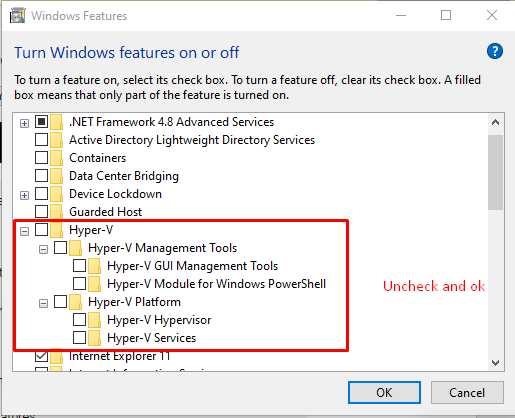 Windows Features
Turn Windows features on or off
To turn a feature on, select its check box. To turn a feature off, clear its check box. A filled
box means that only part of the feature is turned on.
.NET Framework 4.8 Advanced Services
Active Directory Lightweight Directory Services
Containers
Data Center Bridging
Device Lockdown
Guarded Host
Hyper-V
Hyper-V Management Tools
Hyper-V GUI Management Tools
Hyper-V Module for Windows PowerShell
Uncheck and ok
Hyper-V Platform
Hyper-V Hypervisor
Hyper-V Services
Internet Explorer 11
OK
Cancel